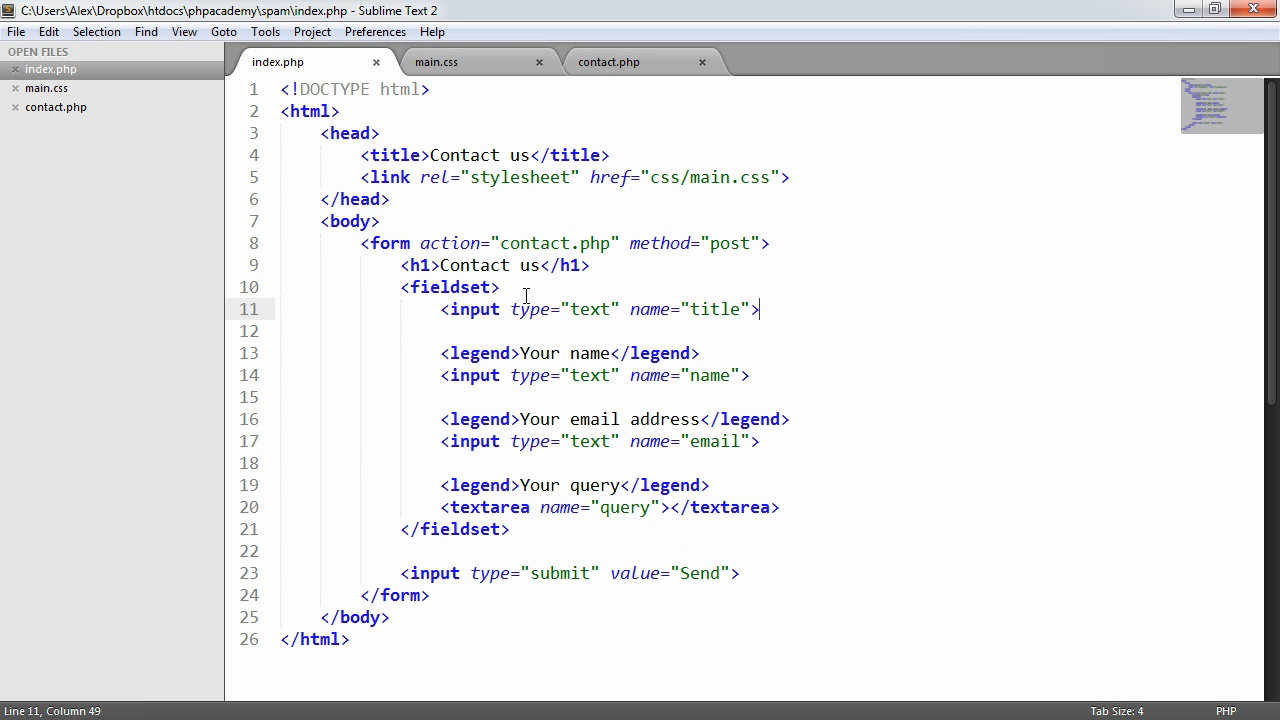 C:\Users\Alex\Dropbox\htdocs\phpacademy\spam\index.php - Sublime Text 2
File Edit Selection Find View Goto Tools Project Preferences Help
OPEN FILES
× index.php
× main.css
× contact.php
index.php × main.css × contact.php ×
1 <!DOCTYPE html>
2 <html>
3 <head>
4 <title>Contact us</title>
5 <link rel="stylesheet" href="css/main.css">
6 </head>
7 <body>
8 <form action="contact.php" method="post">
9 <h1>Contact us</h1>
10 <fieldset>
11 <input type="text" name="title">
12
13 <legend>Your name</legend>
14 <input type="text" name="name">
15
16 <legend>Your email address</legend>
17 <input type="text" name="email">
18
19 <legend>Your query</legend>
20 <textarea name="query"></textarea>
21 </fieldset>
22
23 <input type="submit" value="Send">
24 </form>
25 </body>
26 </html>
Line 11, Column 49 Tab Size: 4 PHP